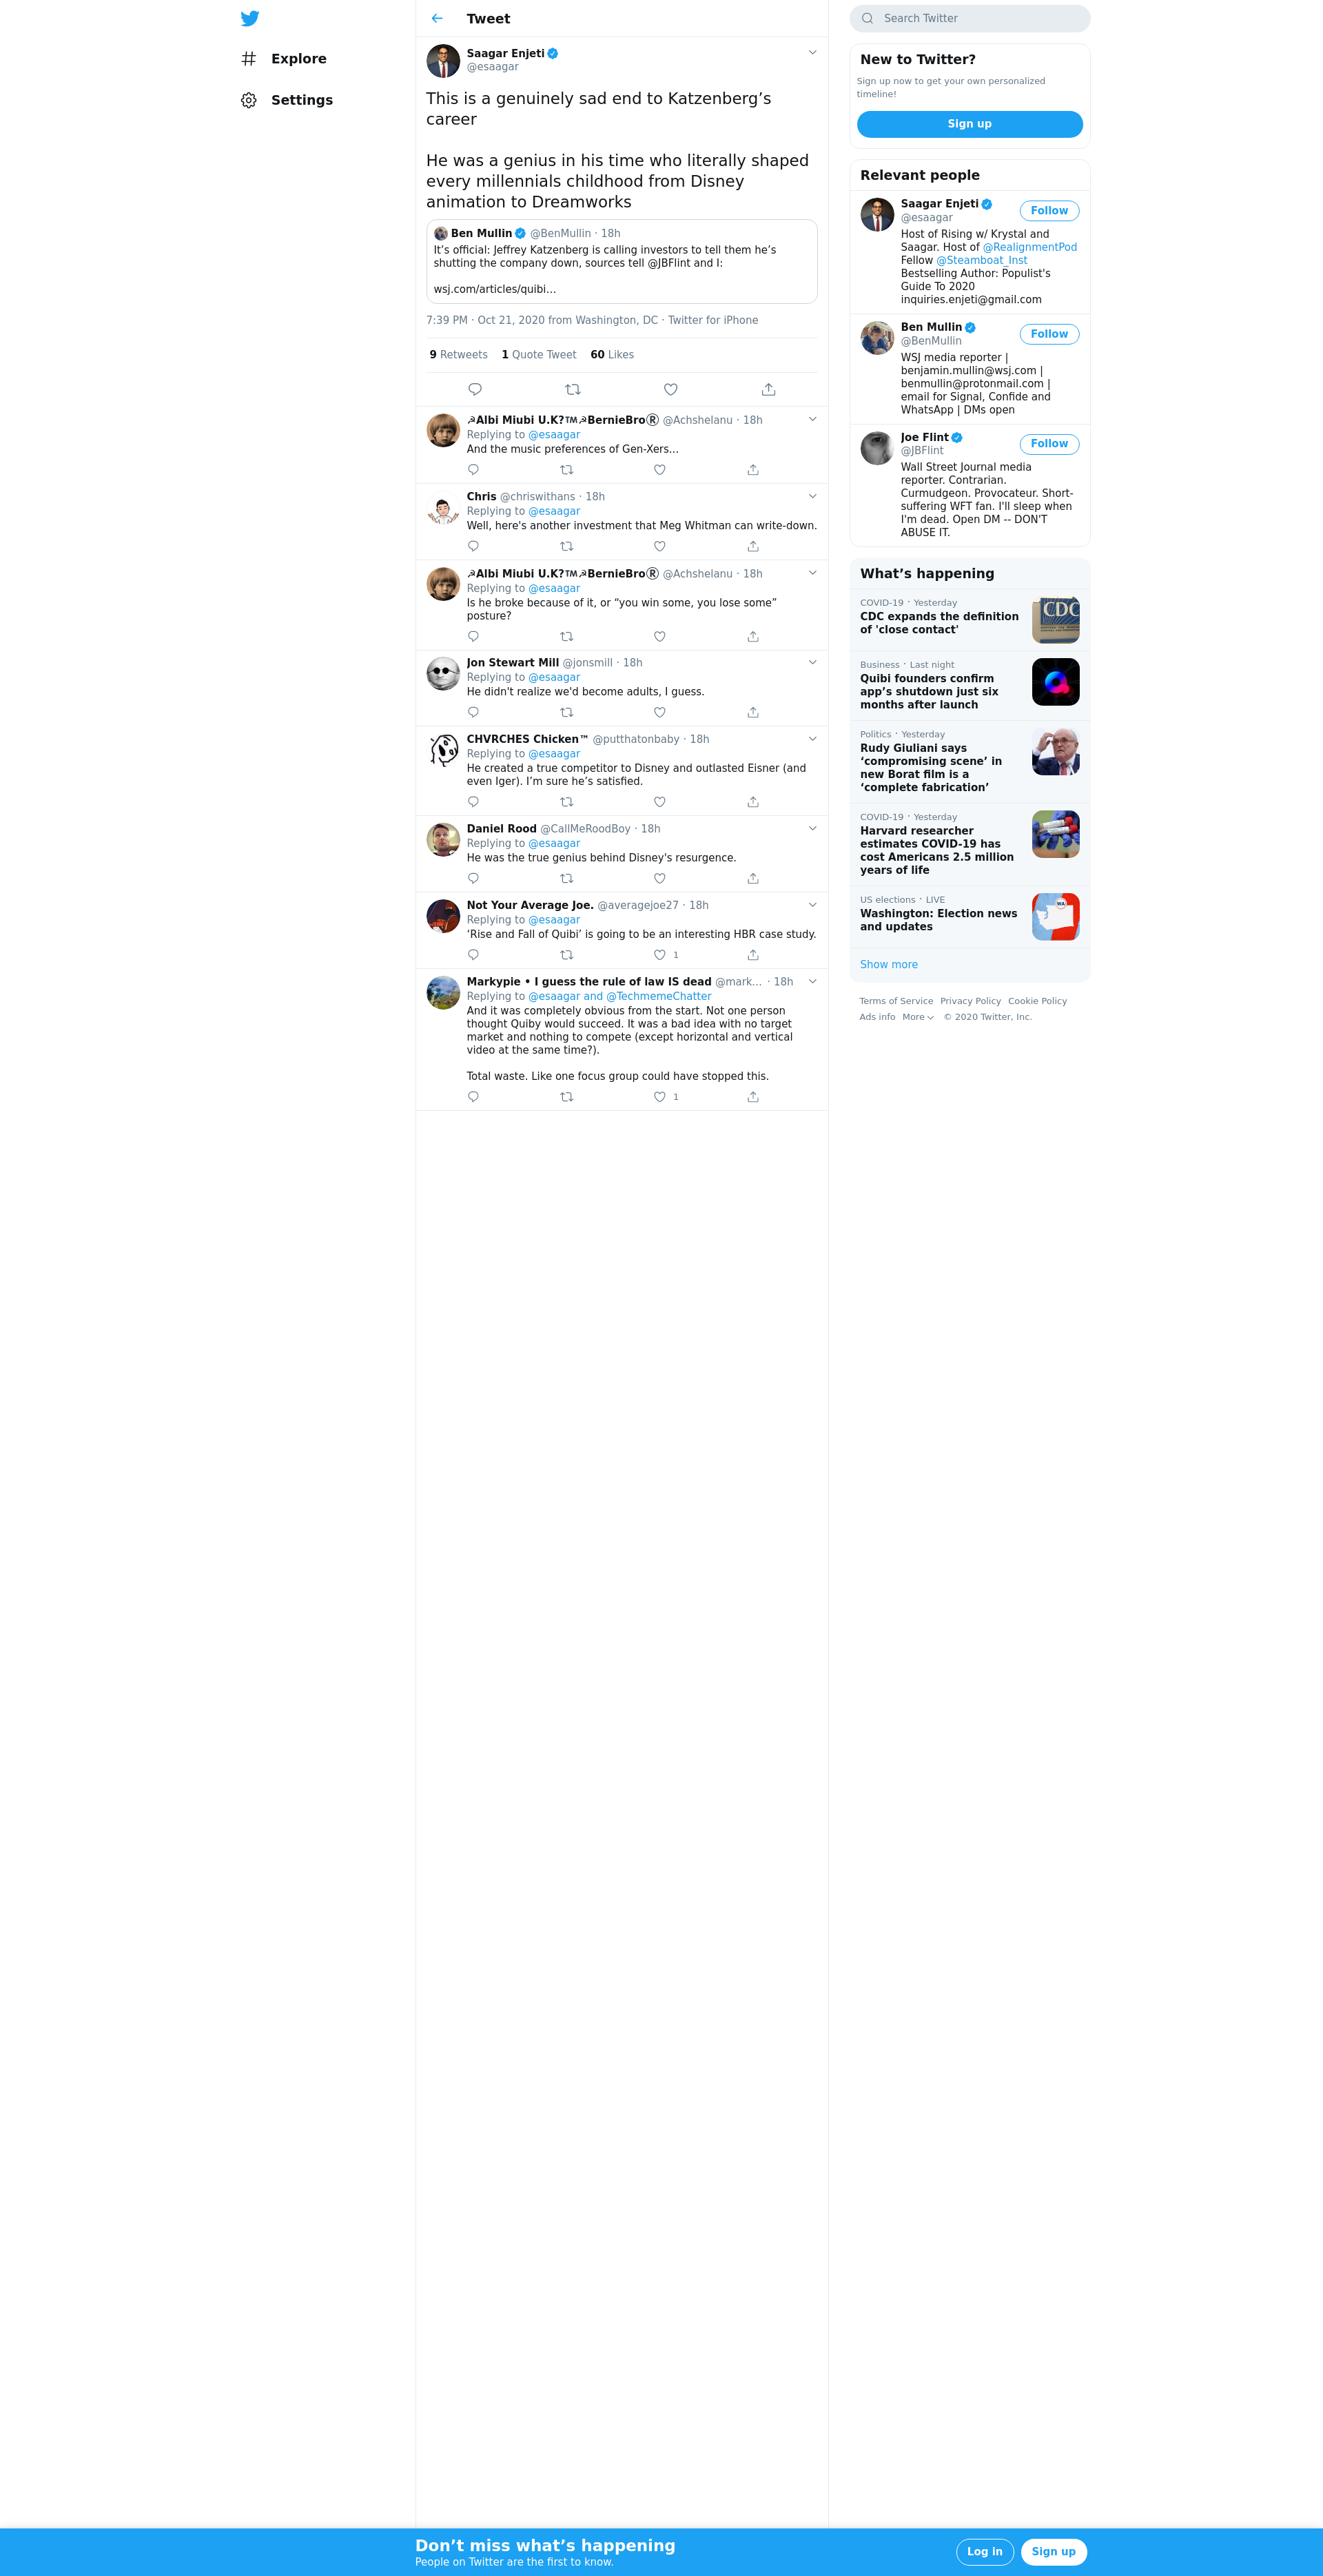 Explore
Settings
Tweet
Saagar Enjeti
@esaagar
This is a genuinely sad end to Katzenberg’s
career
He was a genius in his time who literally shaped
every millennials childhood from Disney
animation to Dreamworks
Ben Mullin @BenMullin · 18h
It’s official: Jeffrey Katzenberg is calling investors to tell them he’s
shutting the company down, sources tell @JBFlint and I:
wsj.com/articles/quibi…
7:39 PM · Oct 21, 2020 from Washington, DC · Twitter for iPhone
9 Retweets 1 Quote Tweet 60 Likes
☭Albi Miubi U.K?™☭BernieBro® @Achshelanu · 18h
Replying to @esaagar
And the music preferences of Gen-Xers...
Chris @chriswithans · 18h
Replying to @esaagar
Well, here's another investment that Meg Whitman can write-down.
☭Albi Miubi U.K?™☭BernieBro® @Achshelanu · 18h
Replying to @esaagar
Is he broke because of it, or “you win some, you lose some”
posture?
Jon Stewart Mill @jonsmill · 18h
Replying to @esaagar
He didn't realize we'd become adults, I guess.
CHVRCHES Chicken™ @putthatonbaby · 18h
Replying to @esaagar
He created a true competitor to Disney and outlasted Eisner (and
even Iger). I’m sure he’s satisfied.
Daniel Rood @CallMeRoodBoy · 18h
Replying to @esaagar
He was the true genius behind Disney's resurgence.
Not Your Average Joe. @averagejoe27 · 18h
Replying to @esaagar
‘Rise and Fall of Quibi’ is going to be an interesting HBR case study.
1
Markypie • I guess the rule of law IS dead @mark… · 18h
Replying to @esaagar and @TechmemeChatter
And it was completely obvious from the start. Not one person
thought Quiby would succeed. It was a bad idea with no target
market and nothing to compete (except horizontal and vertical
video at the same time?).
Total waste. Like one focus group could have stopped this.
1
Search Twitter
New to Twitter?
Sign up now to get your own personalized
timeline!
Sign up
Relevant people
Saagar Enjeti
@esaagar
Follow
Host of Rising w/ Krystal and
Saagar. Host of @RealignmentPod
Fellow @Steamboat_Inst
Bestselling Author: Populist's
Guide To 2020
inquiries.enjeti@gmail.com
Ben Mullin
@BenMullin
Follow
WSJ media reporter |
benjamin.mullin@wsj.com |
benmullin@protonmail.com |
email for Signal, Confide and
WhatsApp | DMs open
Joe Flint
@JBFlint
Follow
Wall Street Journal media
reporter. Contrarian.
Curmudgeon. Provocateur. Short-
suffering WFT fan. I'll sleep when
I'm dead. Open DM -- DON'T
ABUSE IT.
What’s happening
COVID-19 · Yesterday
CDC expands the definition
of 'close contact'
CDC
Business · Last night
Quibi founders confirm
app’s shutdown just six
months after launch
Politics · Yesterday
Rudy Giuliani says
‘compromising scene’ in
new Borat film is a
‘complete fabrication’
COVID-19 · Yesterday
Harvard researcher
estimates COVID-19 has
cost Americans 2.5 million
years of life
US elections · LIVE
Washington: Election news
and updates
WA
Show more
Terms of Service Privacy Policy Cookie Policy
Ads info More © 2020 Twitter, Inc.
Don’t miss what’s happening
People on Twitter are the first to know.
Log in
Sign up